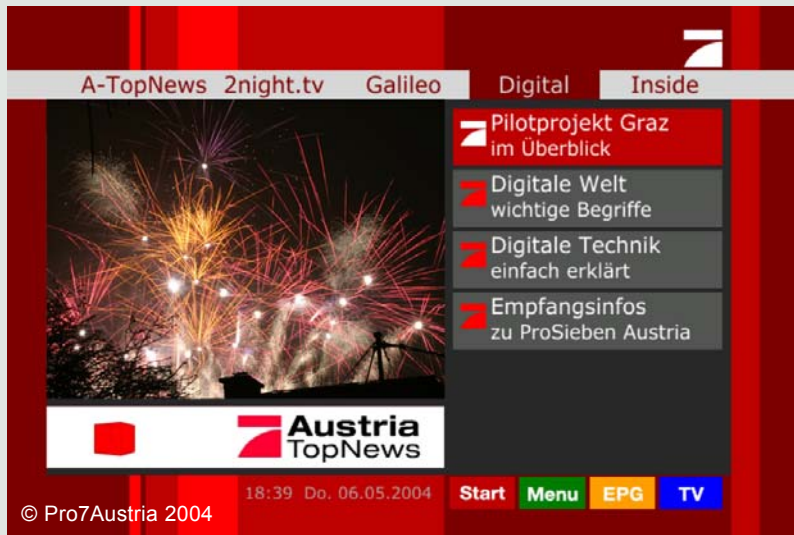 A-TopNews 2night.tv Galileo Digital Inside
Pilotprojekt Graz
im Überblick
Digitale Welt
wichtige Begriffe
Digitale Technik
einfach erklärt
Empfangsinfos
zu ProSieben Austria
Austria
TopNews
18:39 Do. 06.05.2004 Start Menu EPG TV
© Pro7Austria 2004